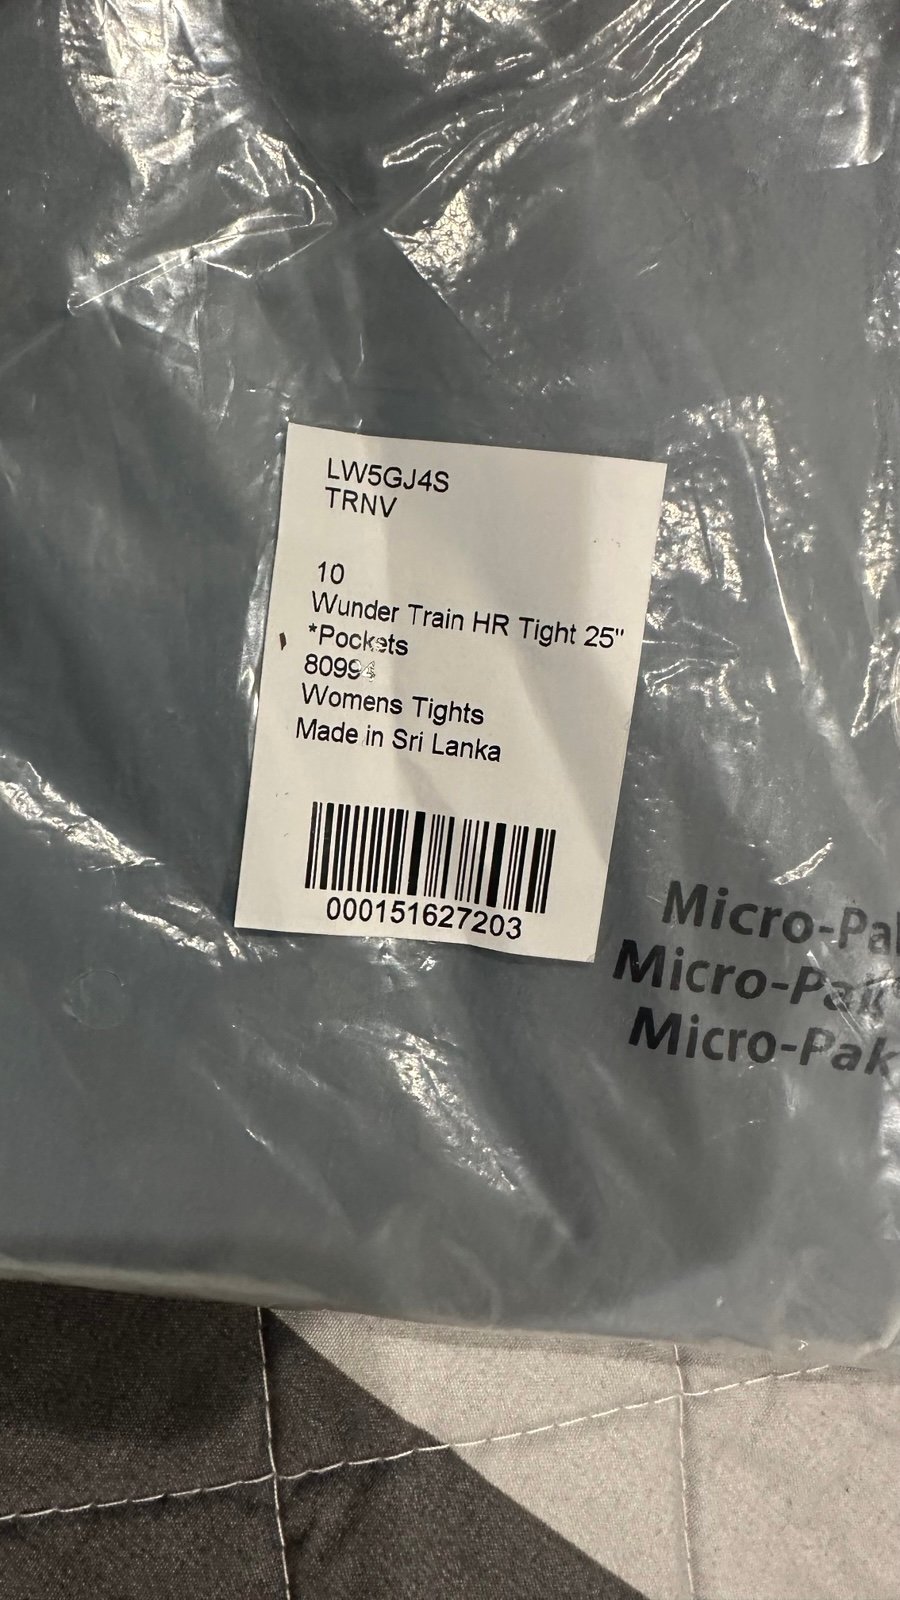 LW5GJ4S
TRNV
10
Wunder Train HR Tight 25"
*Pockets
80994
Womens Tights
Made in Sri Lanka
000151627203
Micro-Pak
Micro-Pak
Micro-Pak